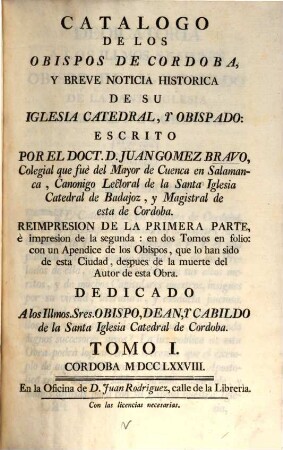 CATALOGO
DE LOS
OBISPOS DE CORDOBA,
Y BREVE NOTICIA HISTORICA
DE SU
IGLESIA CATEDRAL, Y OBISPADO:
ESCRITO
POR EL DOCT. D. JUAN GOMEZ BRAVO,
Colegial que fuè del Mayor de Cuenca en Salaman-
ca, Canonigo Lectoral de la Santa Iglesia
Catedral de Badajoz, y Magistral de
esta de Cordoba.
REIMPRESION DE LA PRIMERA PARTE,
è impresion de la segunda: en dos Tomos en folio:
con un Apendice de los Obispos, que lo han sido
de esta Ciudad, despues de la muerte del
Autor de esta Obra.
DEDICADO
A los Illmos. Sres. OBISPO, DEAN, Y CABILDO
de la Santa Iglesia Catedral de Cordoba.
TOMO I.
CORDOBA M DCC LXXVIII.
En la Oficina de D. Juan Rodriguez, calle de la Libreria.
Con las licencias necesarias.